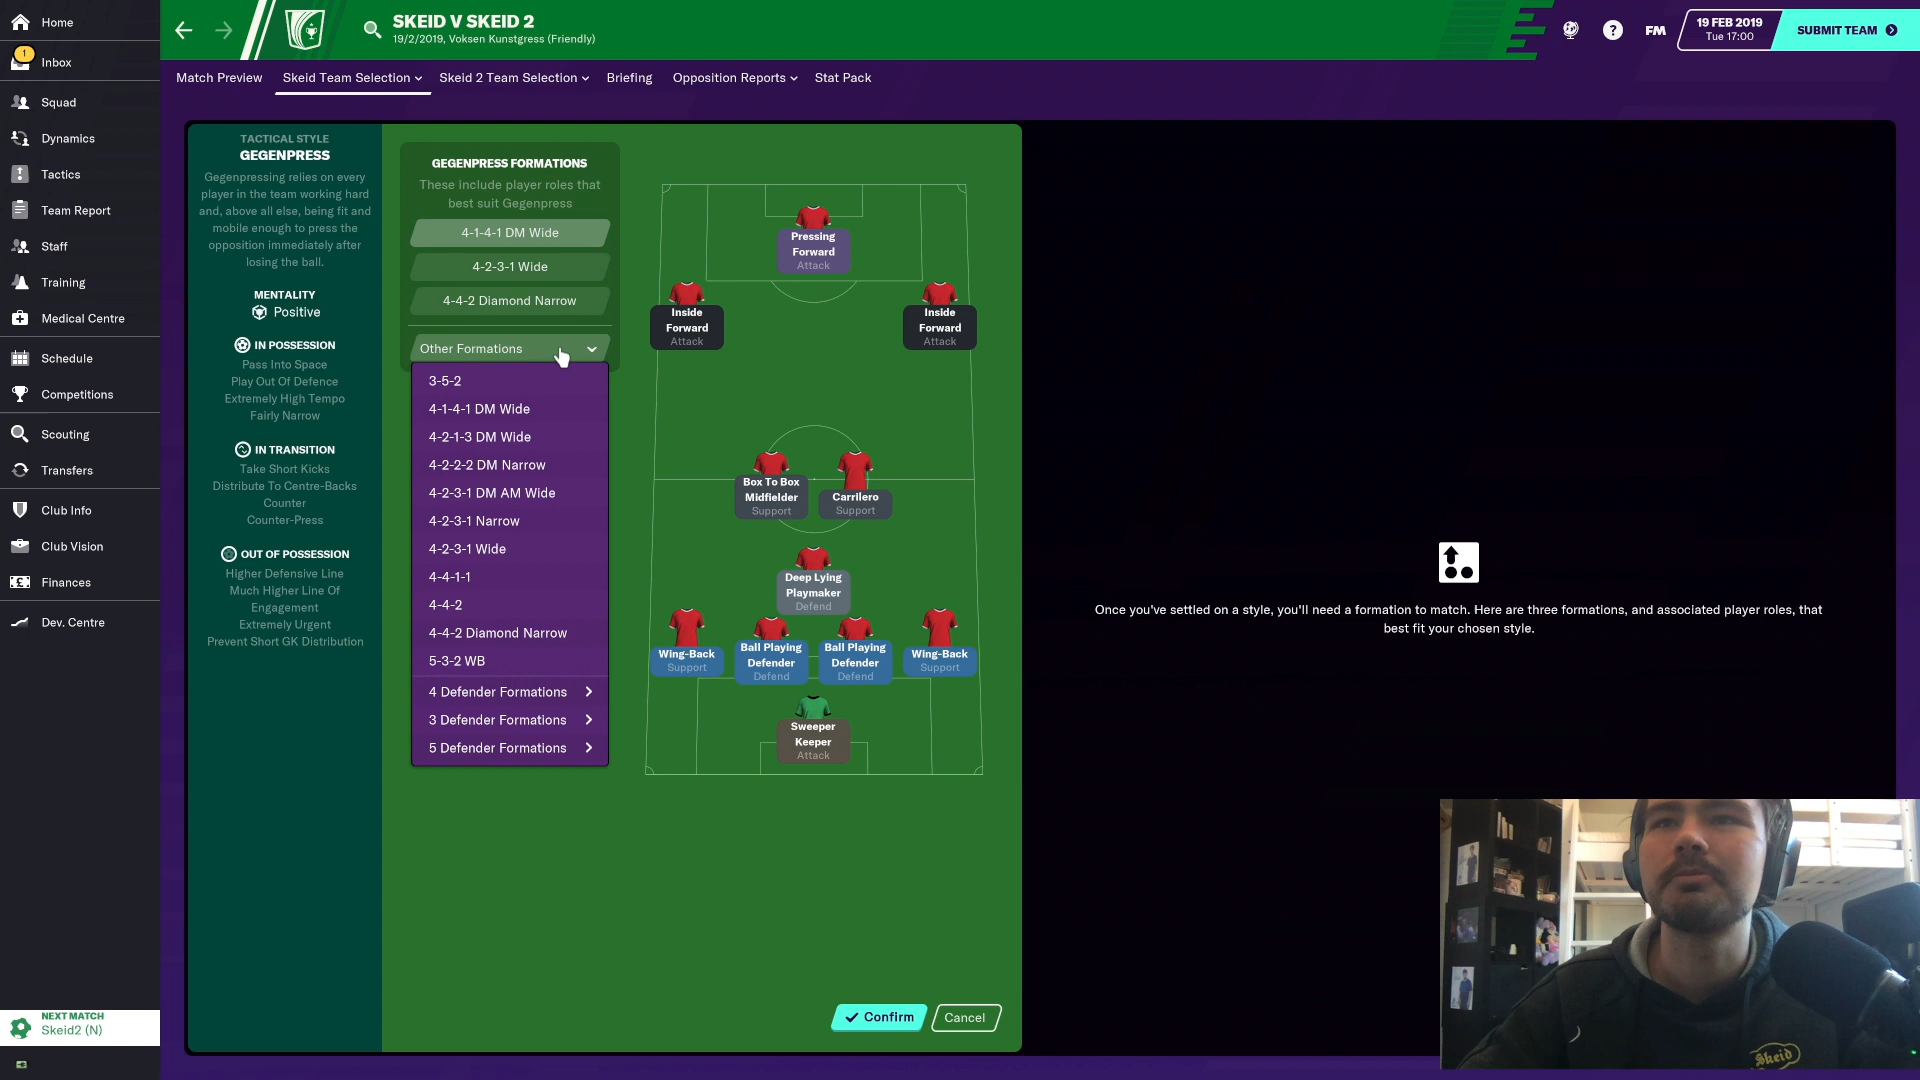 Home
1
Inbox
Squad
Dynamics
Tactics
Team Report
Staff
Training
Medical Centre
Schedule
Competitions
Scouting
Transfers
Club Info
Club Vision
Finances
Dev. Centre
NEXT MATCH
Skeid2 (N)
SKEID V SKEID 2
19/2/2019, Voksen Kunstgress (Friendly)
?
FM
19 FEB 2019
Tue 17:00
SUBMIT TEAM
Match Preview
Skeid Team Selection
Skeid 2 Team Selection
Briefing
Opposition Reports
Stat Pack
TACTICAL STYLE
GEGENPRESS
Gegenpressing relies on every
player in the team working hard
and, above all else, being fit and
mobile enough to press the
opposition immediately after
losing the ball.
MENTALITY
Positive
IN POSSESSION
Pass Into Space
Play Out Of Defence
Extremely High Tempo
Fairly Narrow
IN TRANSITION
Take Short Kicks
Distribute To Centre-Backs
Counter
Counter-Press
OUT OF POSSESSION
Higher Defensive Line
Much Higher Line Of
Engagement
Extremely Urgent
Prevent Short GK Distribution
GEGENPRESS FORMATIONS
These include player roles that
best suit Gegenpress
4-1-4-1 DM Wide
4-2-3-1 Wide
4-4-2 Diamond Narrow
Other Formations
3-5-2
4-1-4-1 DM Wide
4-2-1-3 DM Wide
4-2-2-2 DM Narrow
4-2-3-1 DM AM Wide
4-2-3-1 Narrow
4-2-3-1 Wide
4-4-1-1
4-4-2
4-4-2 Diamond Narrow
5-3-2 WB
4 Defender Formations
3 Defender Formations
5 Defender Formations
Pressing
Forward
Attack
Inside
Forward
Attack
Inside
Forward
Attack
Box To Box
Midfielder
Support
Carrilero
Support
Deep Lying
Playmaker
Defend
Wing-Back
Support
Ball Playing
Defender
Defend
Ball Playing
Defender
Defend
Wing-Back
Support
Sweeper
Keeper
Attack
Confirm
Cancel
Once you've settled on a style, you'll need a formation to match. Here are three formations, and associated player roles, that
best fit your chosen style.
Skeid